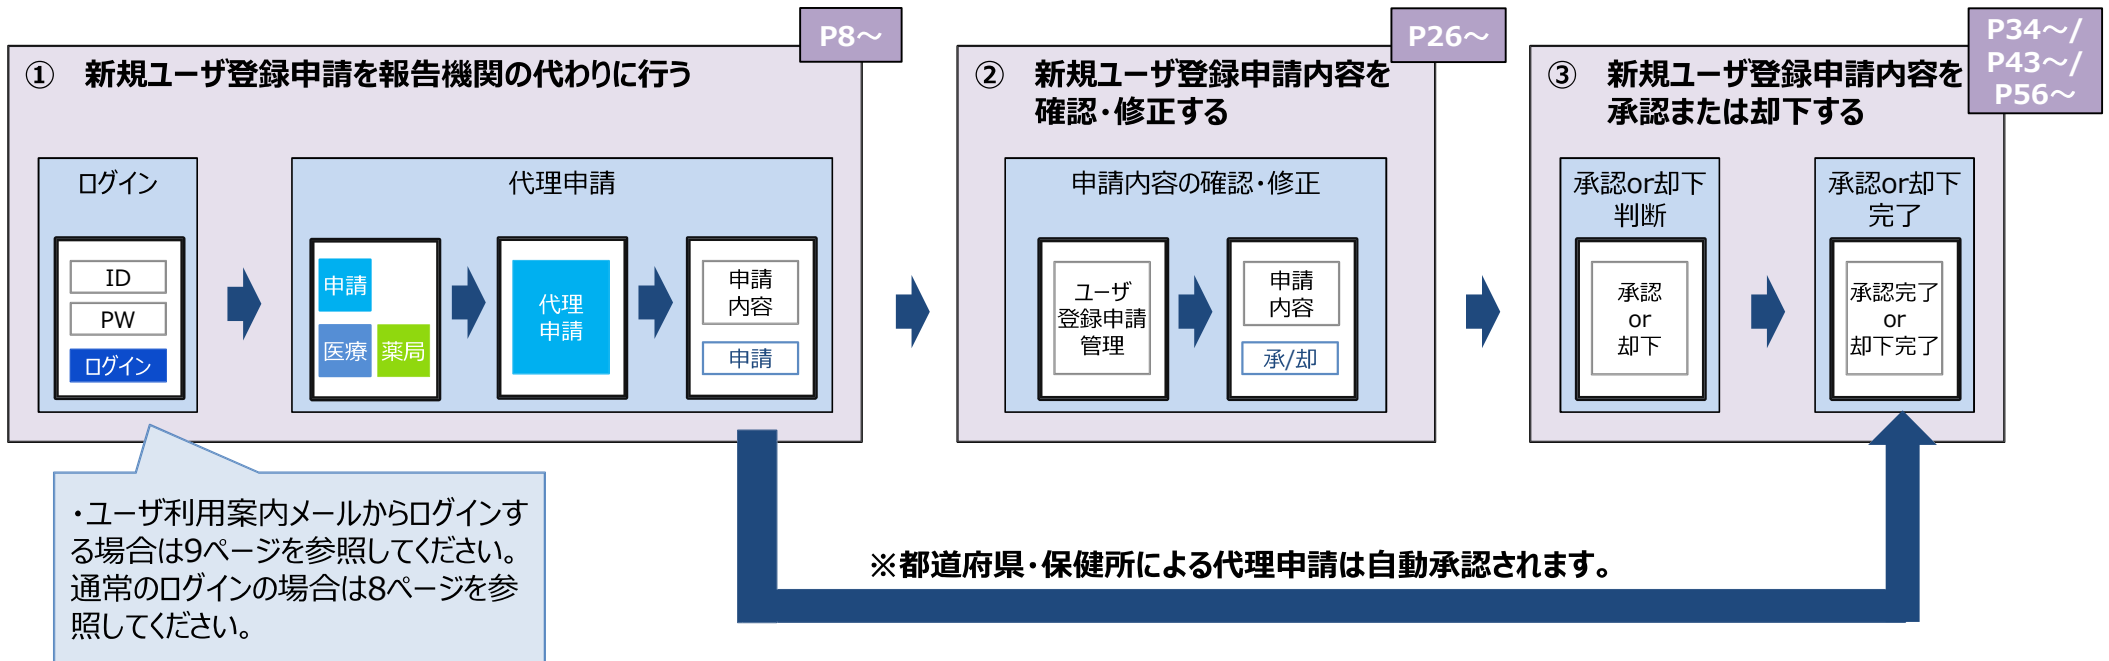 P8～
① 新規ユーザ登録申請を報告機関の代わりに行う
ログイン
ID
PW
ログイン
代理申請
申請
医療
薬局
代理
申請
申請
内容
申請
P26～
② 新規ユーザ登録申請内容を
確認・修正する
申請内容の確認・修正
ユーザ
登録申請
管理
申請
内容
承/却
P34～/
P43～/
P56～
③ 新規ユーザ登録申請内容を
承認または却下する
承認or却下
判断
承認
or
却下
承認or却下
完了
承認完了
or
却下完了
・ユーザ利用案内メールからログインす
る場合は9ページを参照してください。
通常のログインの場合は8ページを参
照してください。
※都道府県・保健所による代理申請は自動承認されます。